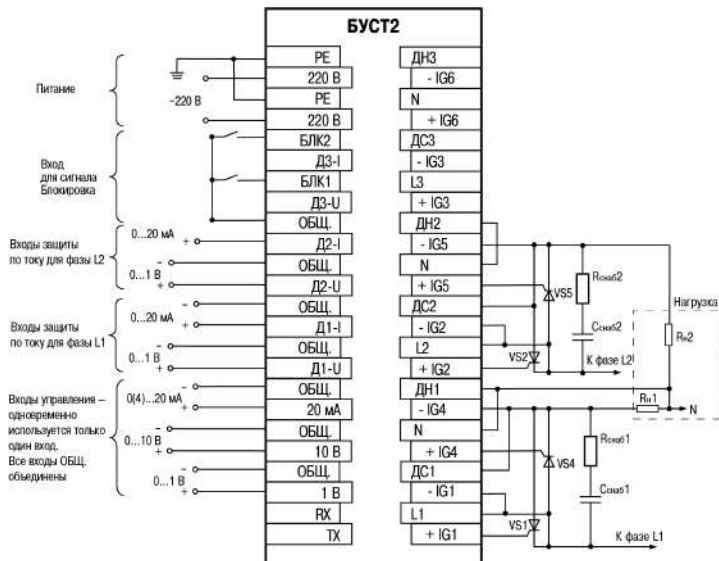 БУСТ2
Питание
~220 В
Вход
для сигнала
Блокировка
Входы защиты
по току для фазы L2
0...20 мА
+
−
0...1 В
+
Входы защиты
по току для фазы L1
−
0...20 мА
+
−
0...1 В
+
Входы управления –
одновременно
используется только
один вход.
Все входы ОБЩ.
объединены
−
0(4)...20 мА
+
−
0...10 В
+
−
0...1 В
+
PE
220 В
PE
220 В
БЛК2
Д3-I
БЛК1
Д3-U
ОБЩ.
Д2-I
ОБЩ.
Д2-U
ОБЩ.
Д1-I
ОБЩ.
Д1-U
ОБЩ.
20 мА
ОБЩ.
10 В
ОБЩ.
1 В
RX
TX
ДН3
- IG6
N
+ IG6
ДС3
- IG3
L3
+ IG3
ДН2
- IG5
N
+ IG5
ДС2
- IG2
L2
+ IG2
ДН1
- IG4
N
+ IG4
ДС1
- IG1
L1
+ IG1
VS5
Rснаб2
Нагрузка
Rн2
VS2
Cснаб2
К фазе L2
Rн1
N
VS4
Rснаб1
Cснаб1
VS1
К фазе L1